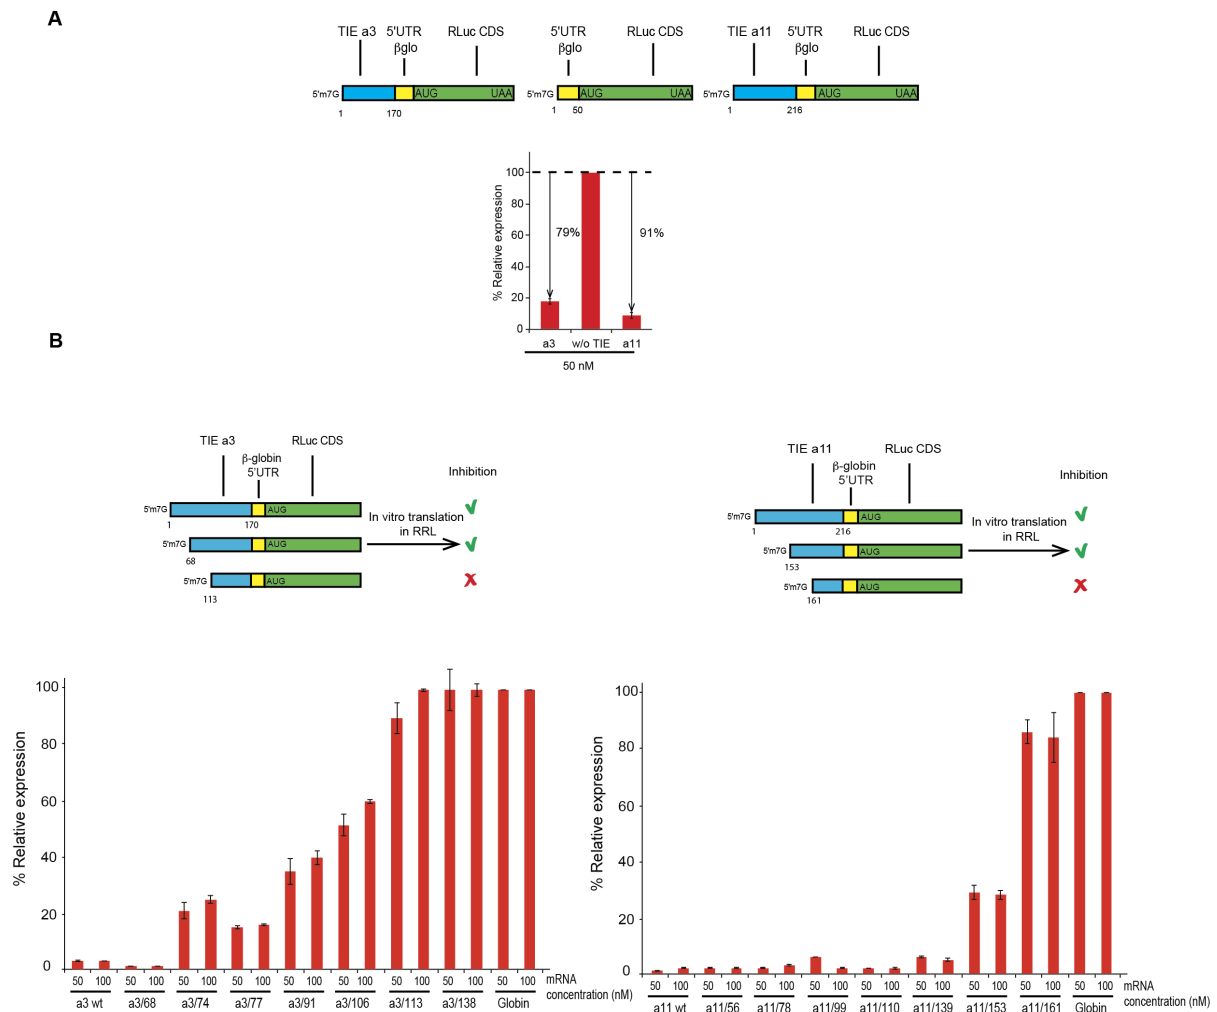 A
TIE a3 5'UTR RLuc CDS
βglo
5'm7G AUG UAA
1 170
5'UTR RLuc CDS
βglo
5'm7G AUG UAA
1 50
TIE a11 5'UTR RLuc CDS
βglo
5'm7G AUG UAA
1 216
% Relative expression
100
80
60
40
20
0
79%
91%
a3 w/o TIE a11
50 nM
B
TIE a3 RLuc CDS
β-globin
5'UTR
Inhibition
5'm7G AUG
1 170
In vitro translation
in RRL
5'm7G AUG
68
5'm7G AUG
113
TIE a11 RLuc CDS
β-globin
5'UTR
Inhibition
5'm7G AUG
1 216
In vitro translation
in RRL
5'm7G AUG
153
5'm7G AUG
161
% Relative expression
100
80
60
40
20
0
50 100 50 100 50 100 50 100 50 100 50 100 50 100 50 100 50 100 mRNA
concentration (nM)
a3 wt a3/68 a3/74 a3/77 a3/91 a3/106 a3/113 a3/138 Globin
% Relative expression
100
80
60
40
20
0
50 100 50 100 50 100 50 100 50 100 50 100 50 100 50 100 50 100 mRNA
concentration (nM)
a11 wt a11/56 a11/78 a11/99 a11/110 a11/139 a11/153 a11/161 Globin